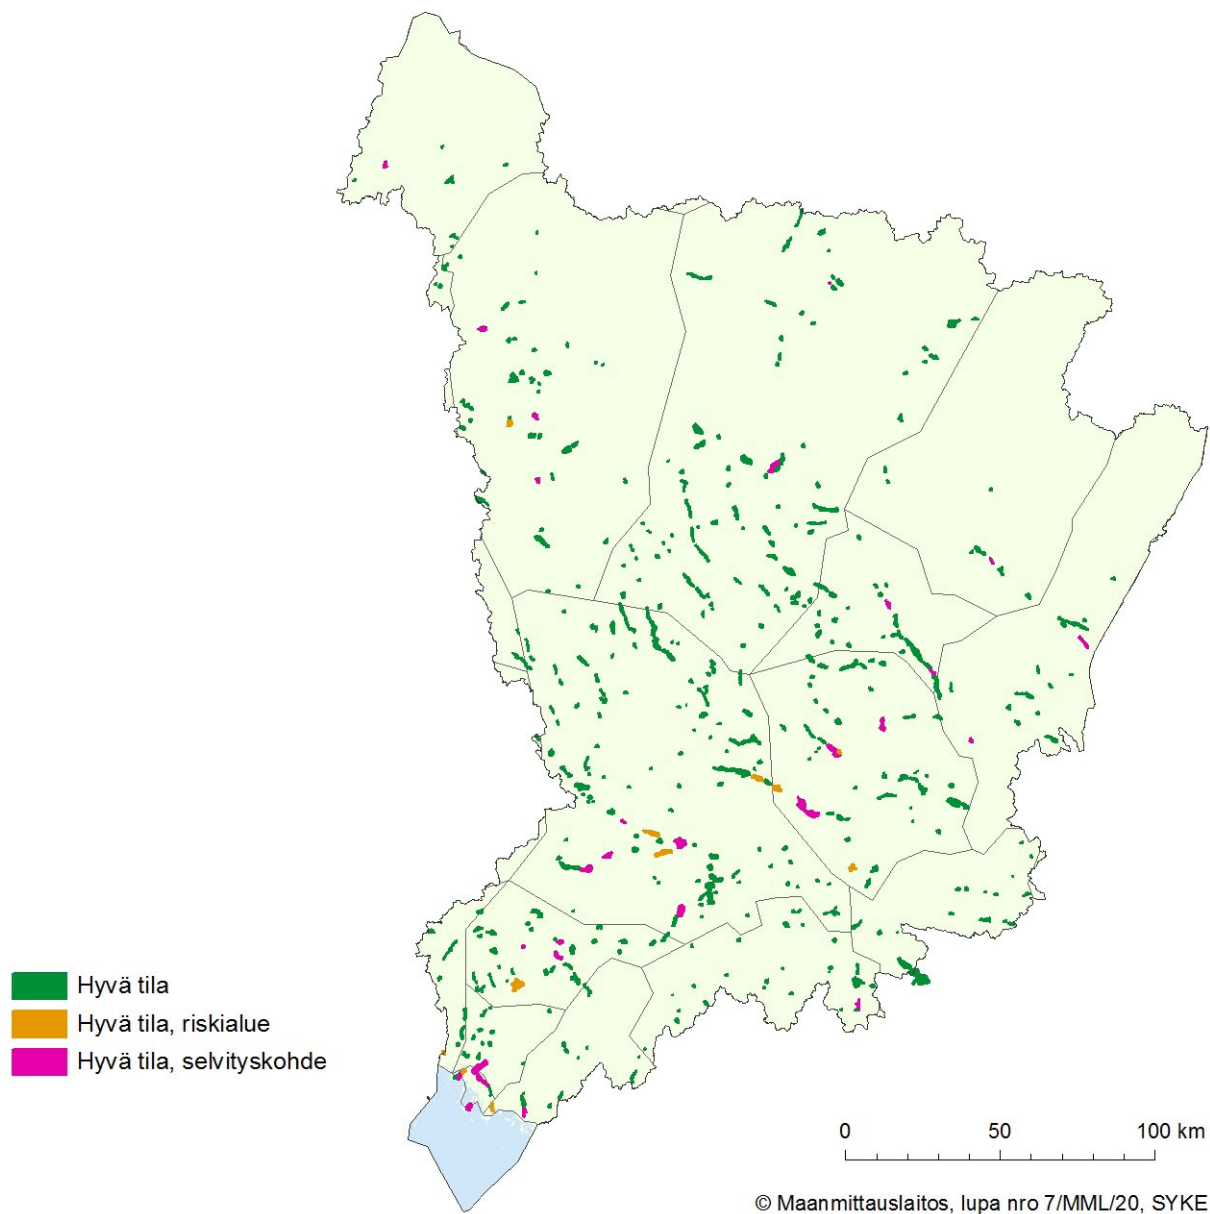 Hyvä tila
Hyvä tila, riskialue
Hyvä tila, selvityskohde
0 50 100 km
© Maanmittauslaitos, lupa nro 7/MML/20, SYKE